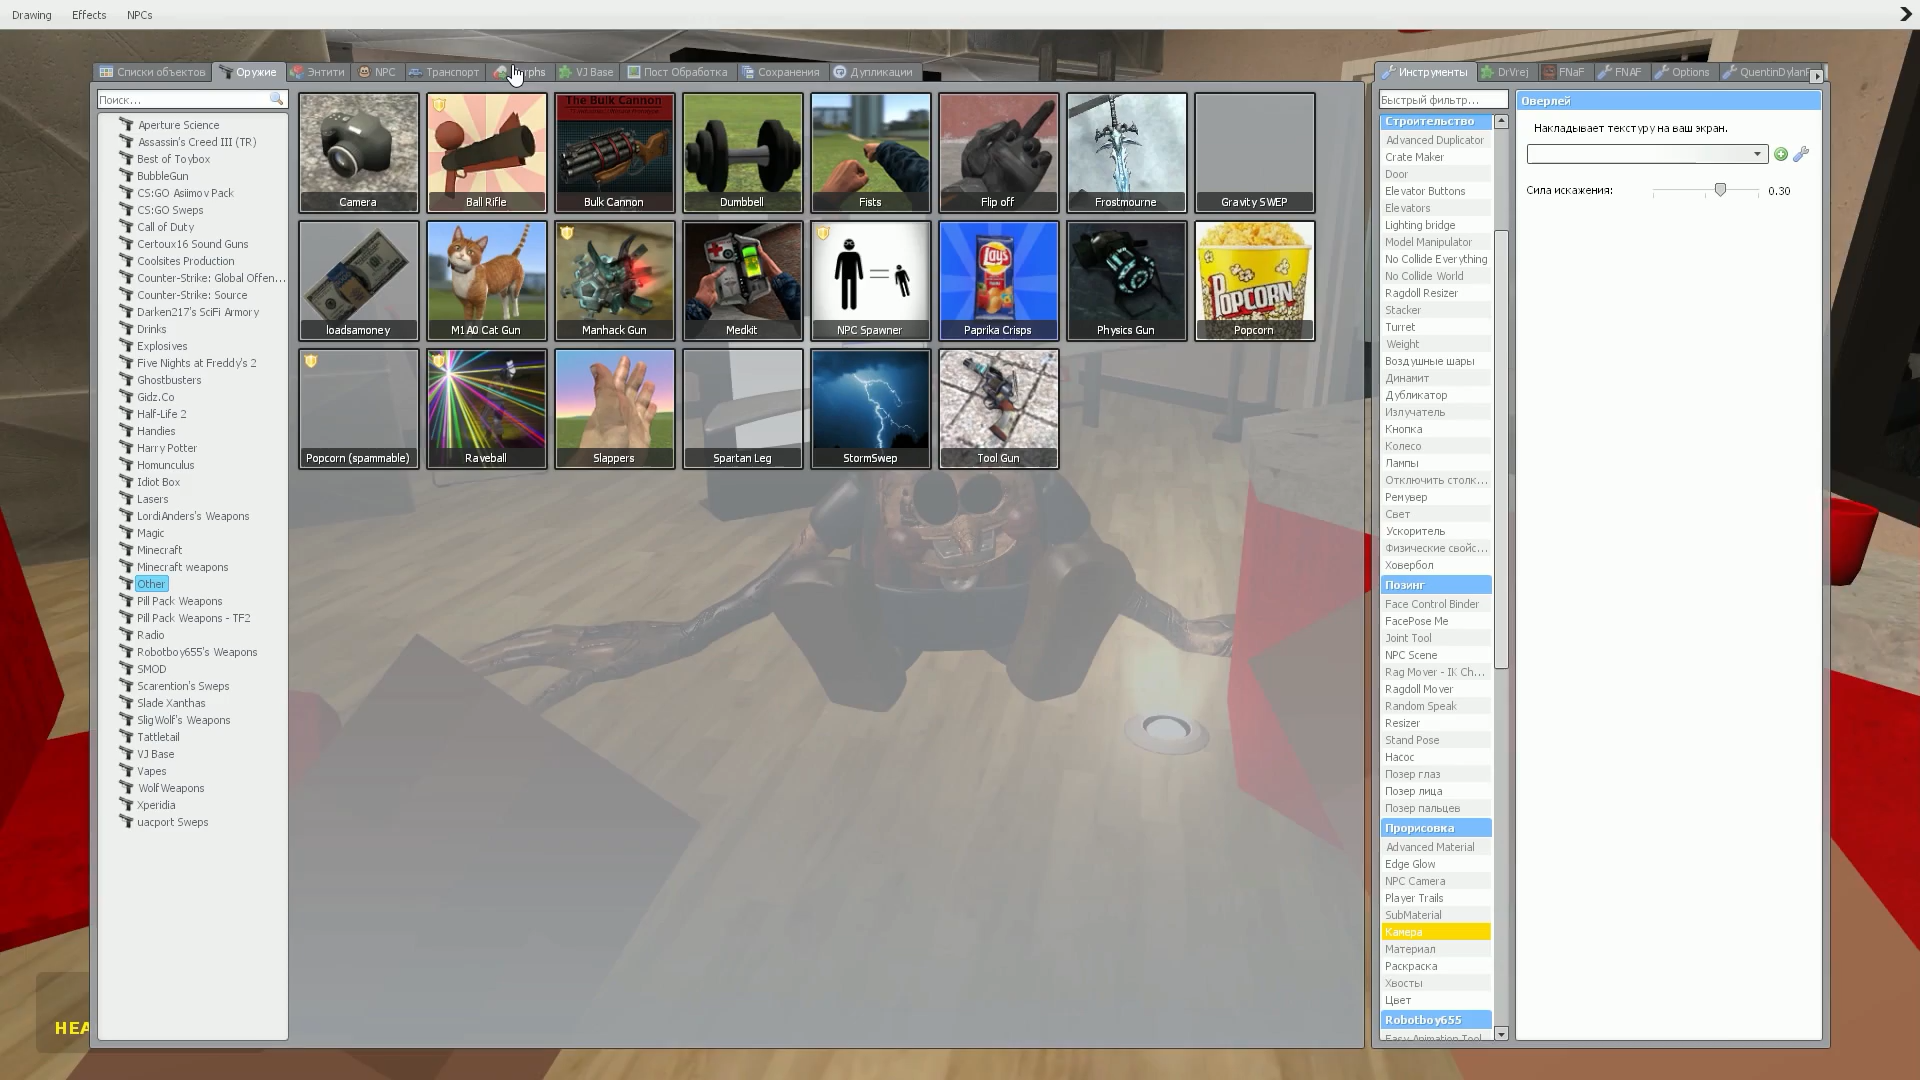 Drawing Effects NPCs
Списки объектов Оружие Энтити NPC Транспорт VJ Base Пост Обработка Сохранения Дупликации
Инструменты DrVrej FNaF FNAF Options
Поиск...
Aperture Science
Assassin's Creed III (TR)
Best of Toybox
BubbleGun
CS:GO Asiimov Pack
CS:GO Sweps
Call of Duty
Certoux16 Sound Guns
Coolsites Production
Counter-Strike: Global Offen...
Counter-Strike: Source
Darken217's SciFi Armory
Drinks
Explosives
Five Nights at Freddy's 2
Ghostbusters
Gidz.Co
Half-Life 2
Handies
Harry Potter
Homunculus
Idiot Box
Lasers
LordiAnders's Weapons
Magic
Minecraft
Minecraft weapons
Other
Pill Pack Weapons
Pill Pack Weapons - TF2
Radio
Robotboy655's Weapons
SMOD
Scarention's Sweps
Slade Xanthas
SligWolf's Weapons
Tattletail
VJ Base
Vapes
WolfWeapons
Xperidia
uacport Sweps
The Bulk Cannon
Camera
Ball Rifle
Bulk Cannon
Dumbbell
Fists
Flip off
Frostmourne
Gravity SWEP
Lay's
POPCORN
loadsamoney
M1A0 Cat Gun
Manhack Gun
Medkit
NPC Spawner
Paprika Crisps
Physics Gun
Popcorn
Popcorn (spammable)
Raveball
Slappers
Spartan Leg
StormSwep
Tool Gun
Быстрый фильтр...
Строительство
Advanced Duplicator
Crate Maker
Door
Elevator Buttons
Elevators
Lighting bridge
Model Manipulator
No Collide Everything
No Collide World
Ragdoll Resizer
Stacker
Turret
Weight
Воздушные шары
Динамит
Дубликатор
Излучатель
Кнопка
Колесо
Лампы
Отключить столк...
Ремувер
Свет
Ускоритель
Физические свойс...
Ховербол
Позинг
Face Control Binder
FacePose Me
Joint Tool
NPC Scene
Rag Mover - IK Ch...
Ragdoll Mover
Random Speak
Resizer
Stand Pose
Насос
Позер глаз
Позер лица
Позер пальцев
Прорисовка
Advanced Material
Edge Glow
NPC Camera
Player Trails
SubMaterial
Камера
Материал
Раскраска
Хвосты
Цвет
Robotboy655
Easy Animation Tool
Оверлей
Накладывает текстуру на ваш экран.
Сила искажения: 0.30
HEA